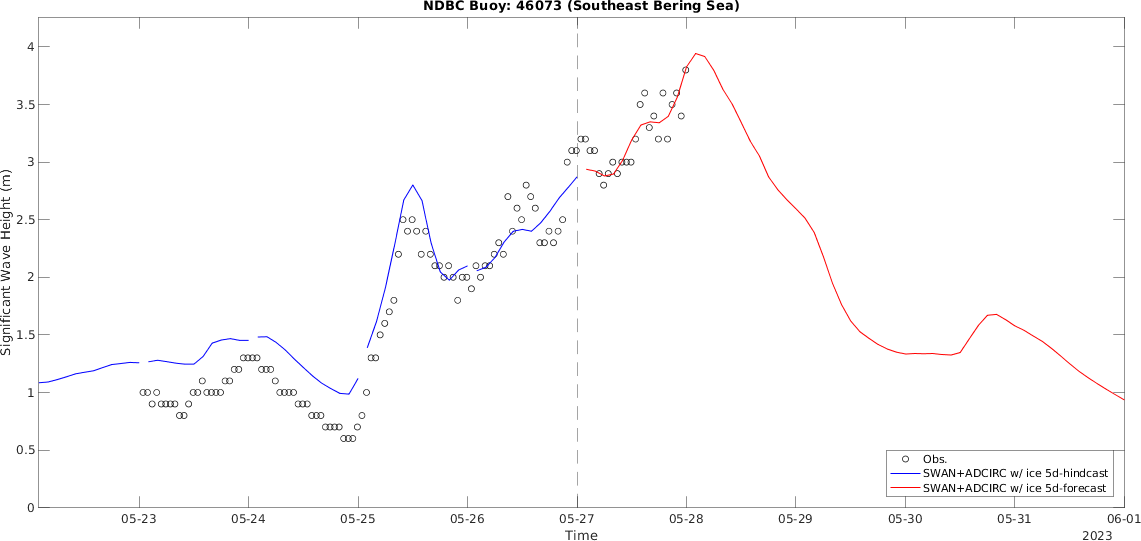 NDBC Buoy: 46073 (Southeast Bering Sea)
Significant Wave Height (m)
4
3.5
3
2.5
2
1.5
1
0.5
0
Obs.
SWAN+ADCIRC w/ ice 5d-hindcast
SWAN+ADCIRC w/ ice 5d-forecast
05-23 05-24 05-25 05-26 05-27 05-28 05-29 05-30 05-31 06-01
Time
2023